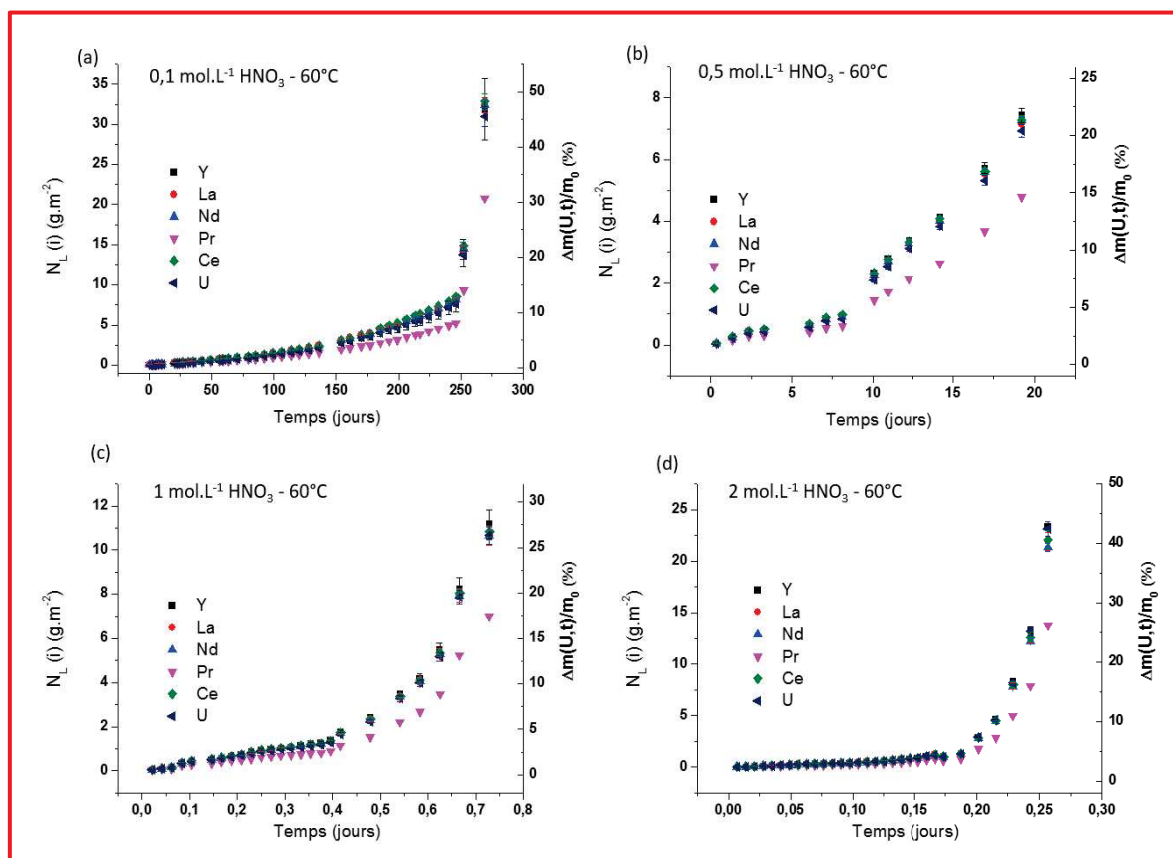 (a)
0,1 mol.L⁻¹ HNO₃ - 60°C
N_L (i) (g.m⁻²)
35
30
25
20
15
10
5
0
Y
La
Nd
Pr
Ce
U
0
50
100
150
200
250
300
Temps (jours)
50
40
30
20
10
0
Δm(U,t)/m₀ (%)
(b)
0,5 mol.L⁻¹ HNO₃ - 60°C
N_L (i) (g.m⁻²)
8
6
4
2
0
Y
La
Nd
Pr
Ce
U
0
5
10
15
20
Temps (jours)
25
20
15
10
5
0
Δm(U,t)/m₀ (%)
(c)
1 mol.L⁻¹ HNO₃ - 60°C
N_L (i) (g.m⁻²)
12
10
8
6
4
2
0
Y
La
Nd
Pr
Ce
U
0,0
0,1
0,2
0,3
0,4
0,5
0,6
0,7
0,8
Temps (jours)
30
25
20
15
10
5
0
Δm(U,t)/m₀ (%)
(d)
2 mol.L⁻¹ HNO₃ - 60°C
N_L (i) (g.m⁻²)
25
20
15
10
5
0
Y
La
Nd
Pr
Ce
U
0,00
0,05
0,10
0,15
0,20
0,25
0,30
Temps (jours)
50
40
30
20
10
0
Δm(U,t)/m₀ (%)